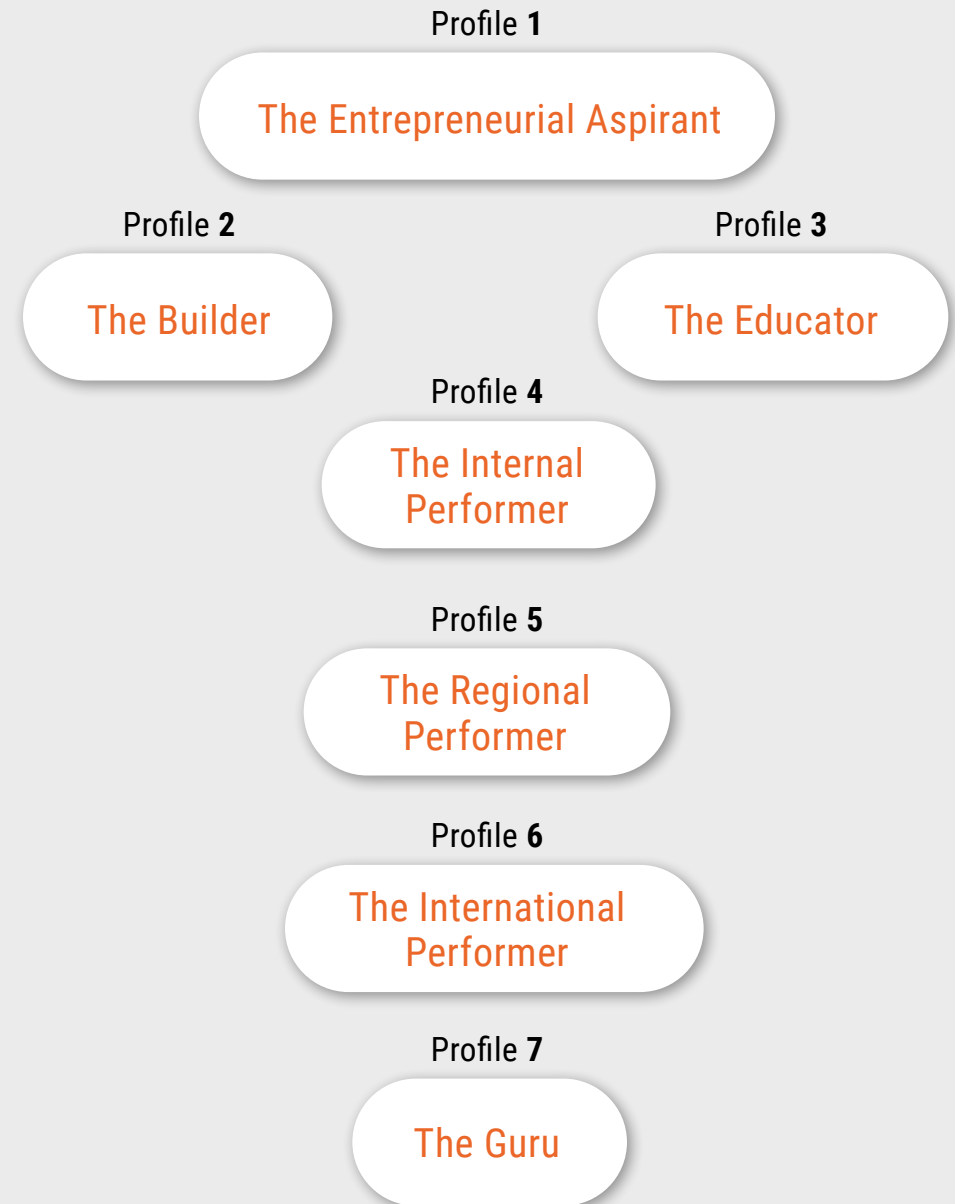 Profile 1
The Entrepreneurial Aspirant
Profile 2
The Builder
Profile 3
The Educator
Profile 4
The Internal
Performer
Profile 5
The Regional
Performer
Profile 6
The International
Performer
Profile 7
The Guru